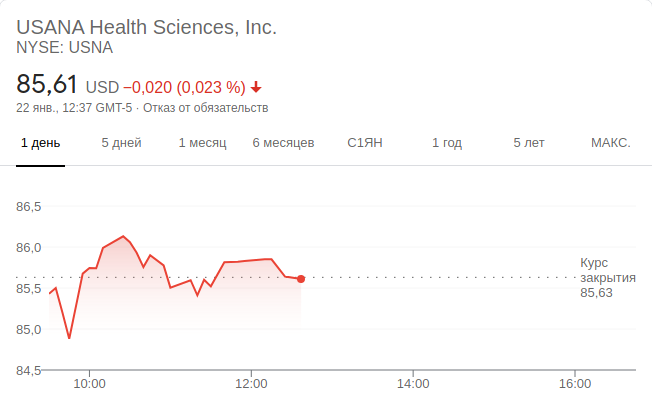 USANA Health Sciences, Inc.
NYSE: USNA
85,61 USD −0,020 (0,023 %)
22 янв., 12:37 GMT-5 · Отказ от обязательств
1 день 5 дней 1 месяц 6 месяцев С1ЯН 1 год 5 лет МАКС.
86,5
86,0
Курс
закрытия
85,63
85,5
85,0
84,5
10:00 12:00 14:00 16:00